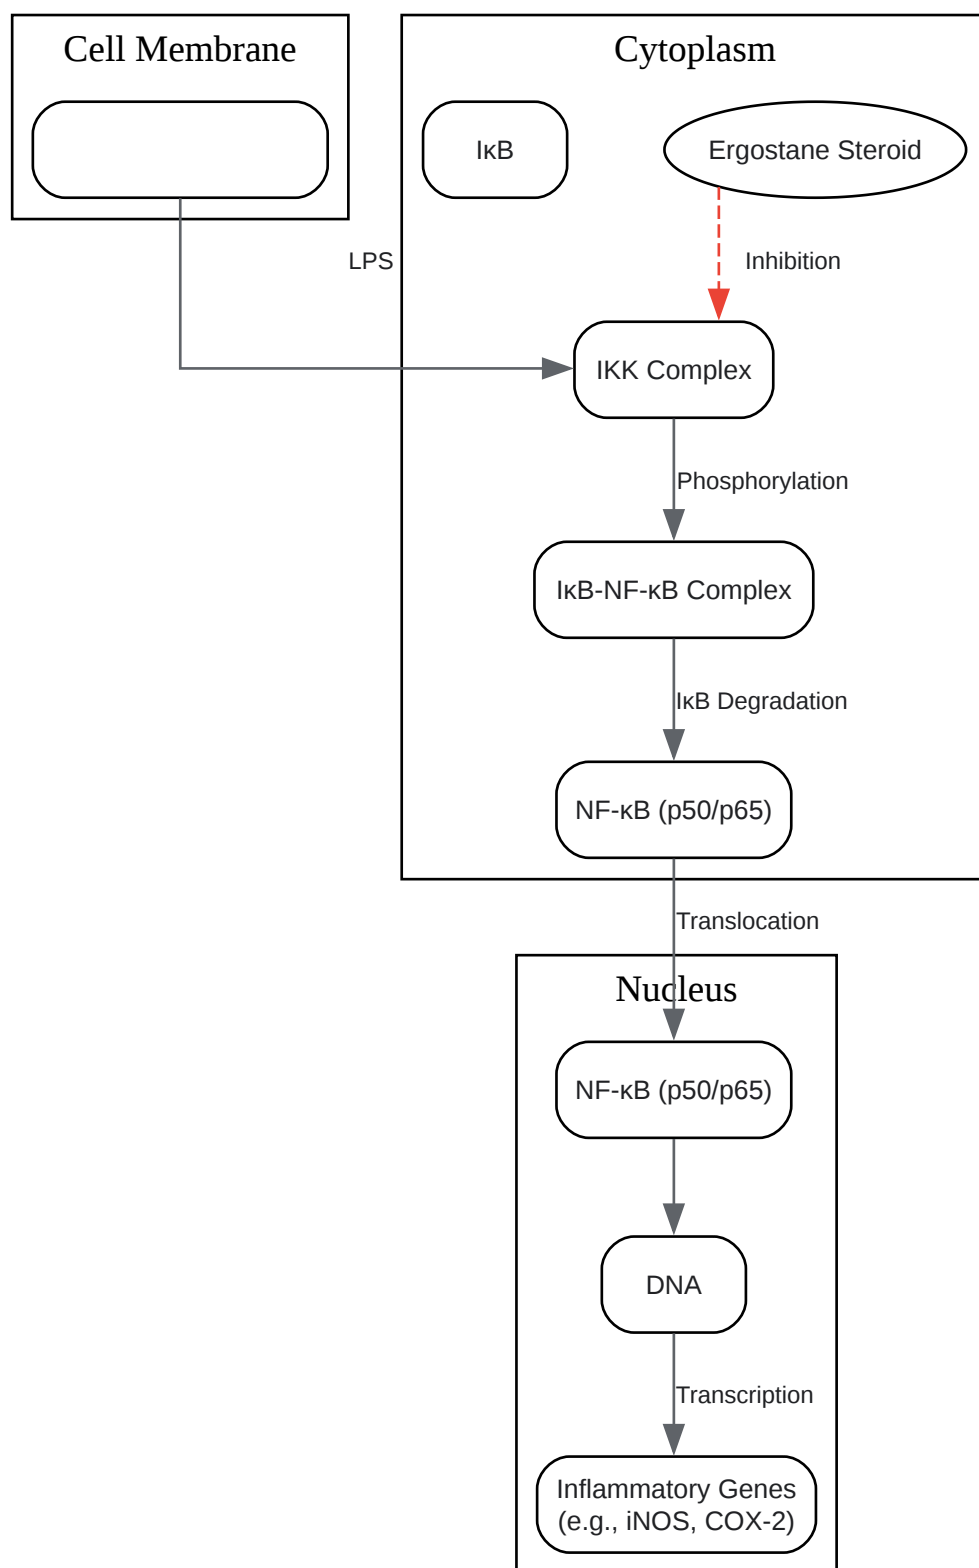 Cell Membrane
Cytoplasm
IκB
Ergostane Steroid
LPS
Inhibition
IKK Complex
Phosphorylation
IκB-NF-κB Complex
IκB Degradation
NF-κB (p50/p65)
Translocation
Nucleus
NF-κB (p50/p65)
DNA
Transcription
Inflammatory Genes
(e.g., iNOS, COX-2)